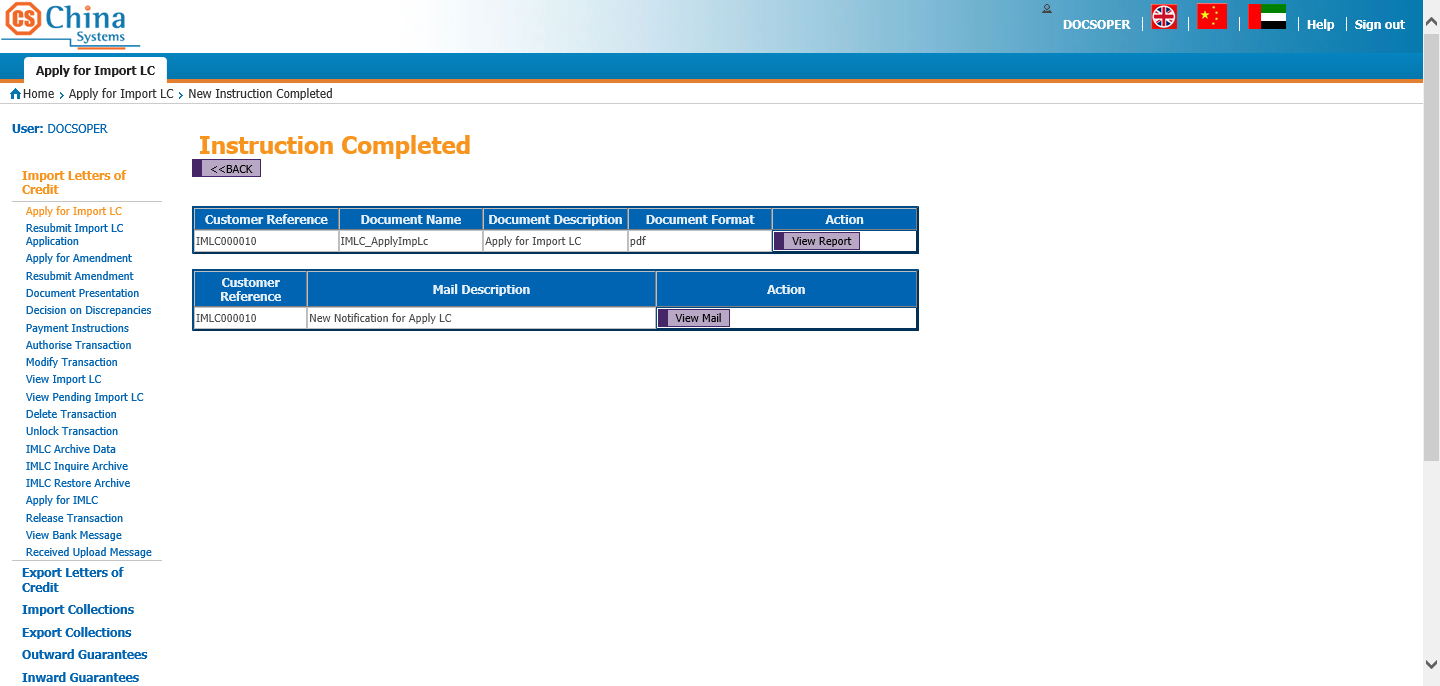 CS China
Systems
DOCSOPER
Help
Sign out
Apply for Import LC
Home > Apply for Import LC > New Instruction Completed
User: DOCSOPER
Import Letters of
Credit
Apply for Import LC
Resubmit Import LC
Application
Apply for Amendment
Resubmit Amendment
Document Presentation
Decision on Discrepancies
Payment Instructions
Authorise Transaction
Modify Transaction
View Import LC
View Pending Import LC
Delete Transaction
Unlock Transaction
IMLC Archive Data
IMLC Inquire Archive
IMLC Restore Archive
Apply for IMLC
Release Transaction
View Bank Message
Received Upload Message
Export Letters of
Credit
Import Collections
Export Collections
Outward Guarantees
Inward Guarantees
Instruction Completed
<<BACK
Customer Reference Document Name Document Description Document Format Action
IMLC000010 IMLC_ApplyImpLc Apply for Import LC pdf View Report
Customer
Reference Mail Description Action
IMLC000010 New Notification for Apply LC View Mail